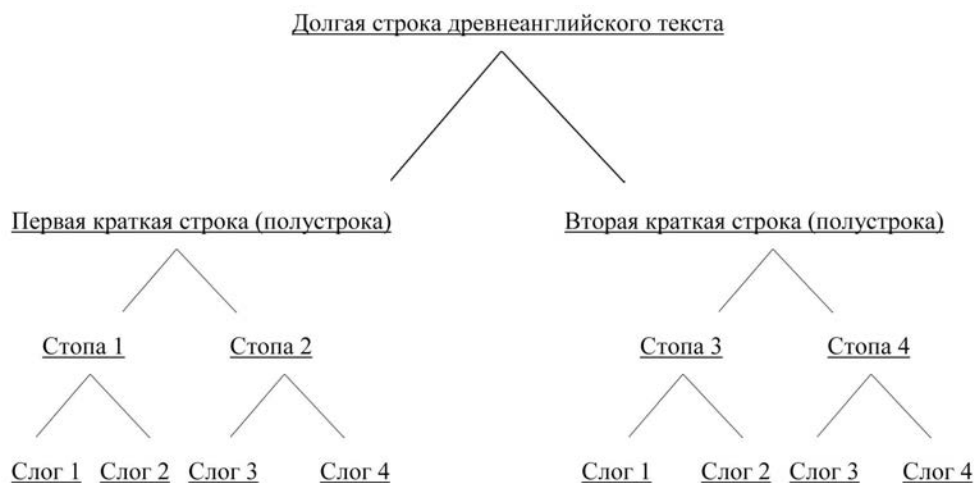 Долгая строка древнеанглийского текста
Первая краткая строка (полустрока) Вторая краткая строка (полустрока)
Стопа 1 Стопа 2 Стопа 3 Стопа 4
Слог 1 Слог 2 Слог 3 Слог 4 Слог 1 Слог 2 Слог 3 Слог 4